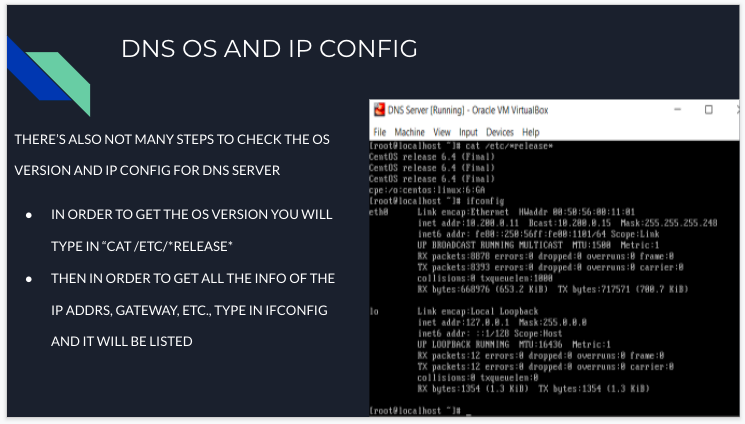 DNS OS AND IP CONFIG
THERE'S ALSO NOT MANY STEPS TO CHECK THE OS
VERSION AND IP CONFIG FOR DNS SERVER
● IN ORDER TO GET THE OS VERSION YOU WILL
TYPE IN “CAT /ETC/*RELEASE*
● THEN IN ORDER TO GET ALL THE INFO OF THE
IP ADDRS, GATEWAY, ETC., TYPE IN IFCONFIG
AND IT WILL BE LISTED
DNS Server [Running] - Oracle VM VirtualBox
File Machine View Input Devices Help
[root@localhost ~]# cat /etc/*release*
CentOS release 6.4 (Final)
CentOS release 6.4 (Final)
CentOS release 6.4 (Final)
cpe:/o:centos:linux:6:GA
[root@localhost ~]# ifconfig
eth0 Link encap:Ethernet HWaddr 00:50:56:00:11:01
inet addr:10.200.0.11 Bcast:10.200.0.15 Mask:255.255.255.248
inet6 addr: fe80::250:56ff:fe00:1101/64 Scope:Link
UP BROADCAST RUNNING MULTICAST MTU:1500 Metric:1
RX packets:8878 errors:0 dropped:0 overruns:0 frame:0
TX packets:8393 errors:0 dropped:0 overruns:0 carrier:0
collisions:0 txqueuelen:1000
RX bytes:668976 (653.2 KiB) TX bytes:717571 (700.7 KiB)
lo Link encap:Local Loopback
inet addr:127.0.0.1 Mask:255.0.0.0
inet6 addr: ::1/128 Scope:Host
UP LOOPBACK RUNNING MTU:16436 Metric:1
RX packets:12 errors:0 dropped:0 overruns:0 frame:0
TX packets:12 errors:0 dropped:0 overruns:0 carrier:0
collisions:0 txqueuelen:0
RX bytes:1354 (1.3 KiB) TX bytes:1354 (1.3 KiB)
[root@localhost ~]# _